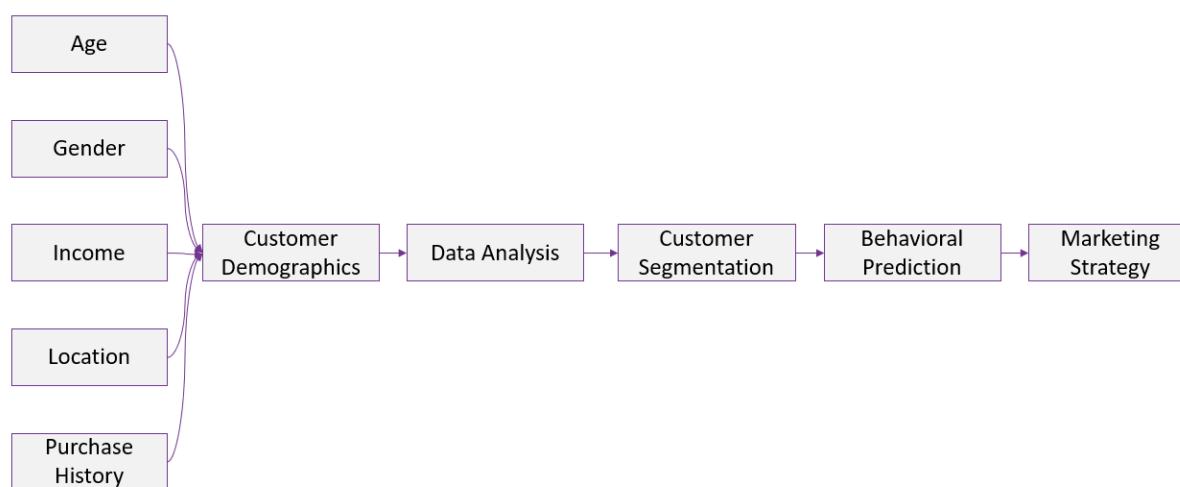 Age
Gender
Income
Location
Purchase
History
Customer
Demographics
Data Analysis
Customer
Segmentation
Behavioral
Prediction
Marketing
Strategy